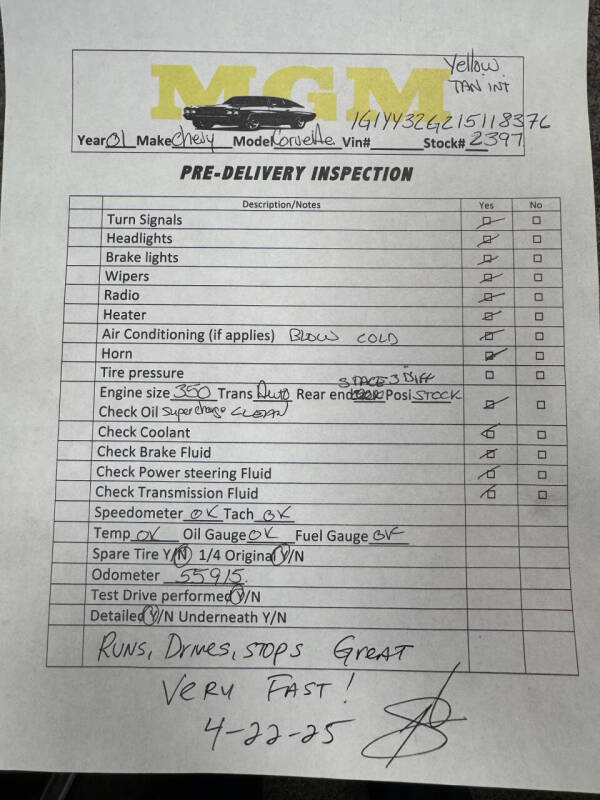 Yellow
TAN INT
MGM
1G1YY32G215118376
Year 01 Make Chevy Model Corvette Vin# Stock# 2397
PRE-DELIVERY INSPECTION
Description/Notes Yes No
Turn Signals
Headlights
Brake lights
Wipers
Radio
Heater
Air Conditioning (if applies) BLOW COLD
Horn
Tire pressure
Engine size 350 Trans Auto Rear end Posi STOCK
Check Oil Supercharge CLEAN
Check Coolant
Check Brake Fluid
Check Power steering Fluid
Check Transmission Fluid
Speedometer OK Tach OK
Temp OK Oil Gauge OK Fuel Gauge OK
Spare Tire Y/N 1/4 Original Y/N
Odometer 55915
Test Drive performed Y/N
Detailed Y/N Underneath Y/N
RUNS, DRIVES, STOPS GREAT
VERY FAST!
4-22-25